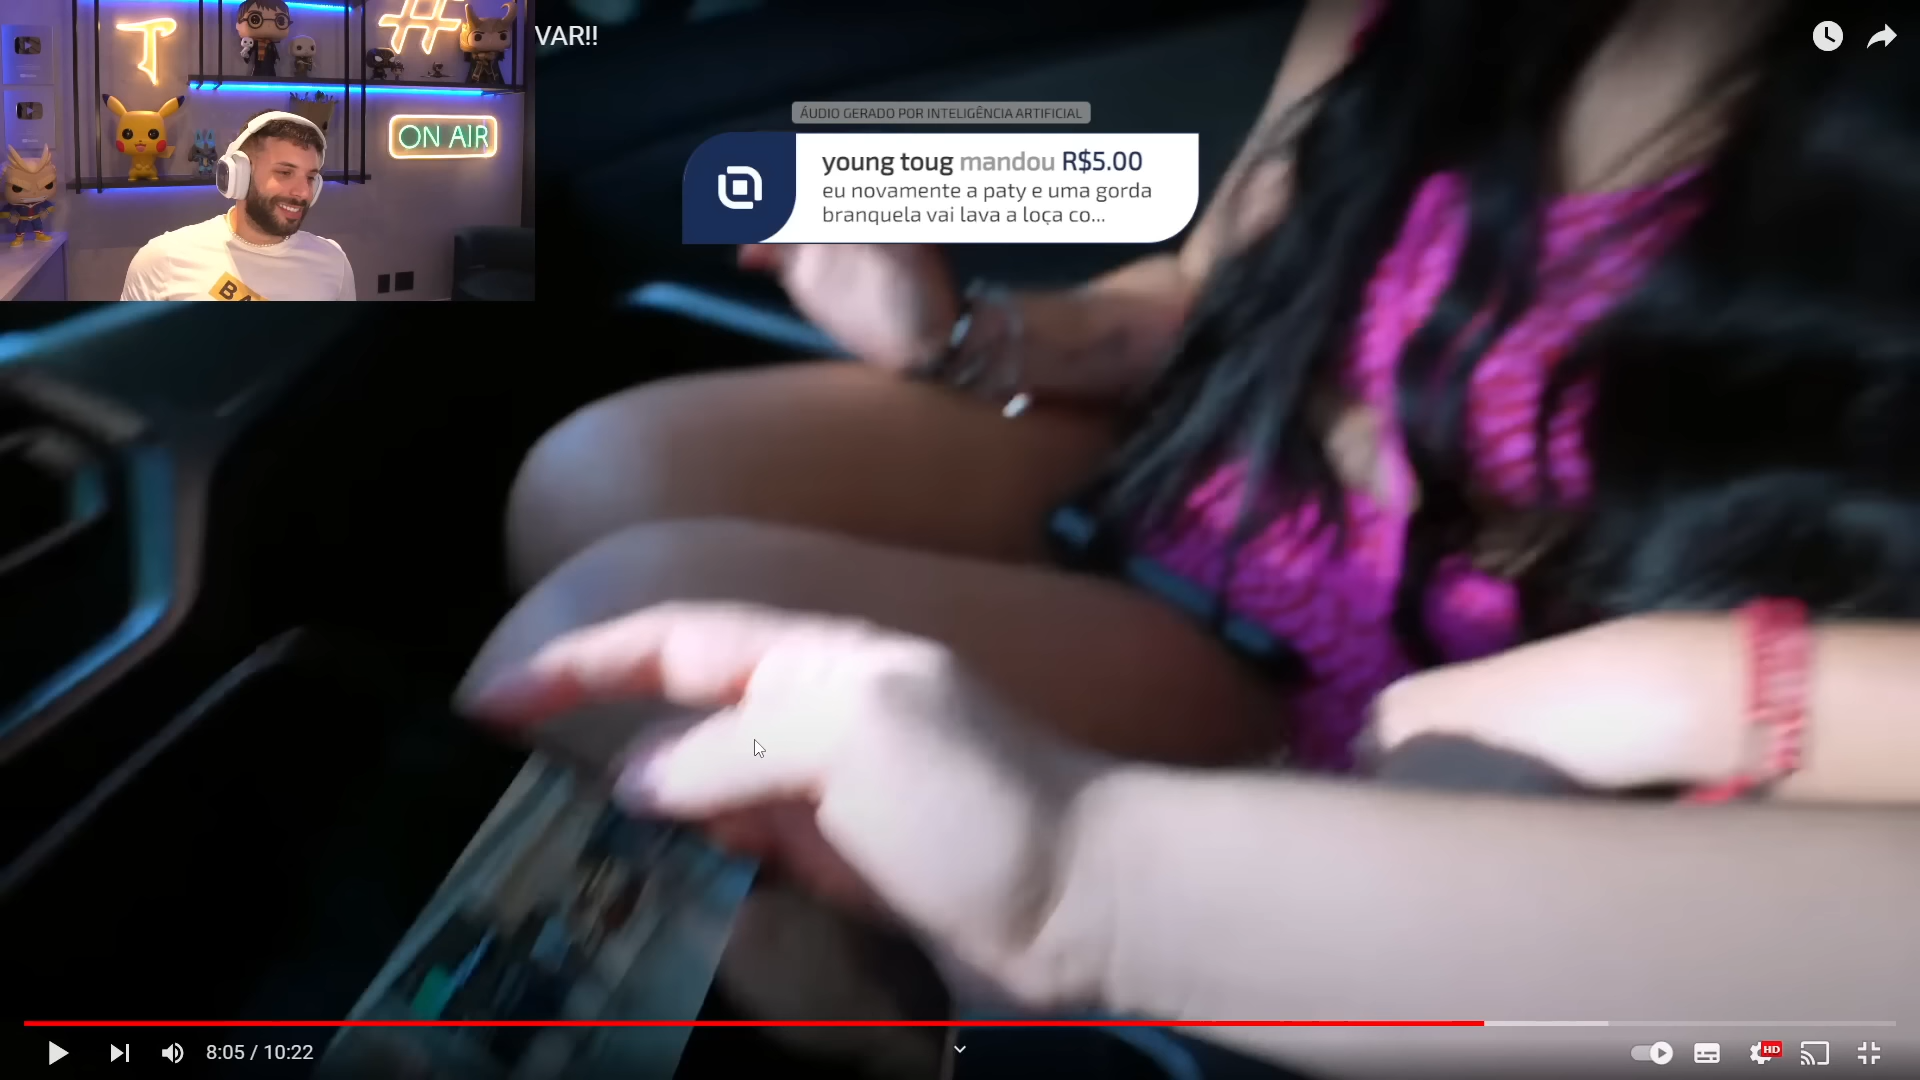 T
#
VAR!!
ON AIR
BA
ÁUDIO GERADO POR INTELIGÊNCIA ARTIFICIAL
young toug mandou R$5.00
eu novamente a paty e uma gorda
branquela vai lava a loça co...
8:05 / 10:22
HD